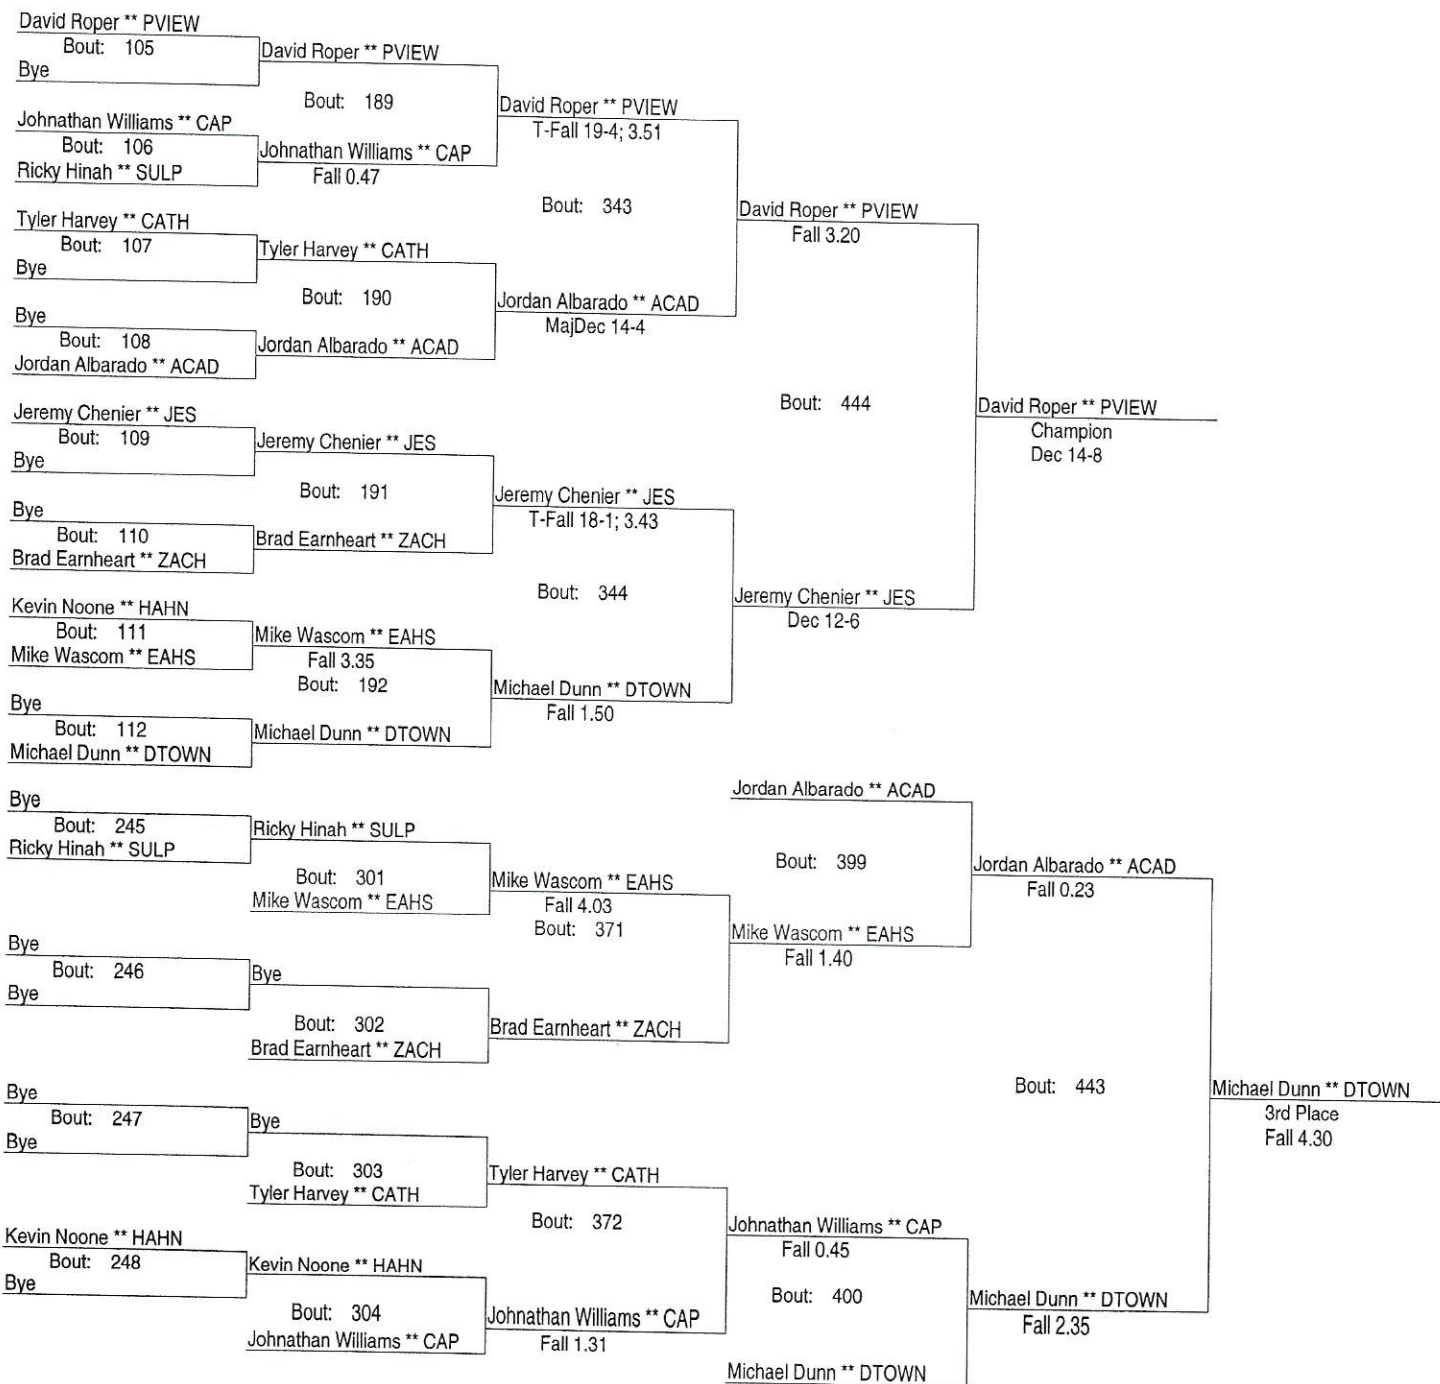 David Roper ** PVIEW
Bout: 105
Bye
David Roper ** PVIEW
Bout: 189
Johnathan Williams ** CAP
Bout: 106
Ricky Hinah ** SULP
Johnathan Williams ** CAP
Fall 0.47
David Roper ** PVIEW
T-Fall 19-4; 3.51
Bout: 343
Tyler Harvey ** CATH
Bout: 107
Bye
Tyler Harvey ** CATH
Bout: 190
Bye
Bout: 108
Jordan Albarado ** ACAD
Jordan Albarado ** ACAD
Jordan Albarado ** ACAD
MajDec 14-4
David Roper ** PVIEW
Fall 3.20
Bout: 444
Jeremy Chenier ** JES
Bout: 109
Bye
Jeremy Chenier ** JES
Bout: 191
Bye
Bout: 110
Brad Earnheart ** ZACH
Brad Earnheart ** ZACH
Jeremy Chenier ** JES
T-Fall 18-1; 3.43
Bout: 344
Kevin Noone ** HAHN
Bout: 111
Mike Wascom ** EAHS
Mike Wascom ** EAHS
Fall 3.35
Bout: 192
Bye
Bout: 112
Michael Dunn ** DTOWN
Michael Dunn ** DTOWN
Michael Dunn ** DTOWN
Fall 1.50
Jeremy Chenier ** JES
Dec 12-6
David Roper ** PVIEW
Champion
Dec 14-8
Bye
Bout: 245
Ricky Hinah ** SULP
Ricky Hinah ** SULP
Bout: 301
Mike Wascom ** EAHS
Mike Wascom ** EAHS
Fall 4.03
Bout: 371
Bye
Bout: 246
Bye
Bye
Bout: 302
Brad Earnheart ** ZACH
Brad Earnheart ** ZACH
Jordan Albarado ** ACAD
Bout: 399
Mike Wascom ** EAHS
Fall 1.40
Jordan Albarado ** ACAD
Fall 0.23
Bout: 443
Bye
Bout: 247
Bye
Bye
Bout: 303
Tyler Harvey ** CATH
Tyler Harvey ** CATH
Bout: 372
Kevin Noone ** HAHN
Bout: 248
Bye
Kevin Noone ** HAHN
Bout: 304
Johnathan Williams ** CAP
Johnathan Williams ** CAP
Fall 1.31
Johnathan Williams ** CAP
Fall 0.45
Bout: 400
Michael Dunn ** DTOWN
Michael Dunn ** DTOWN
Fall 2.35
Michael Dunn ** DTOWN
3rd Place
Fall 4.30